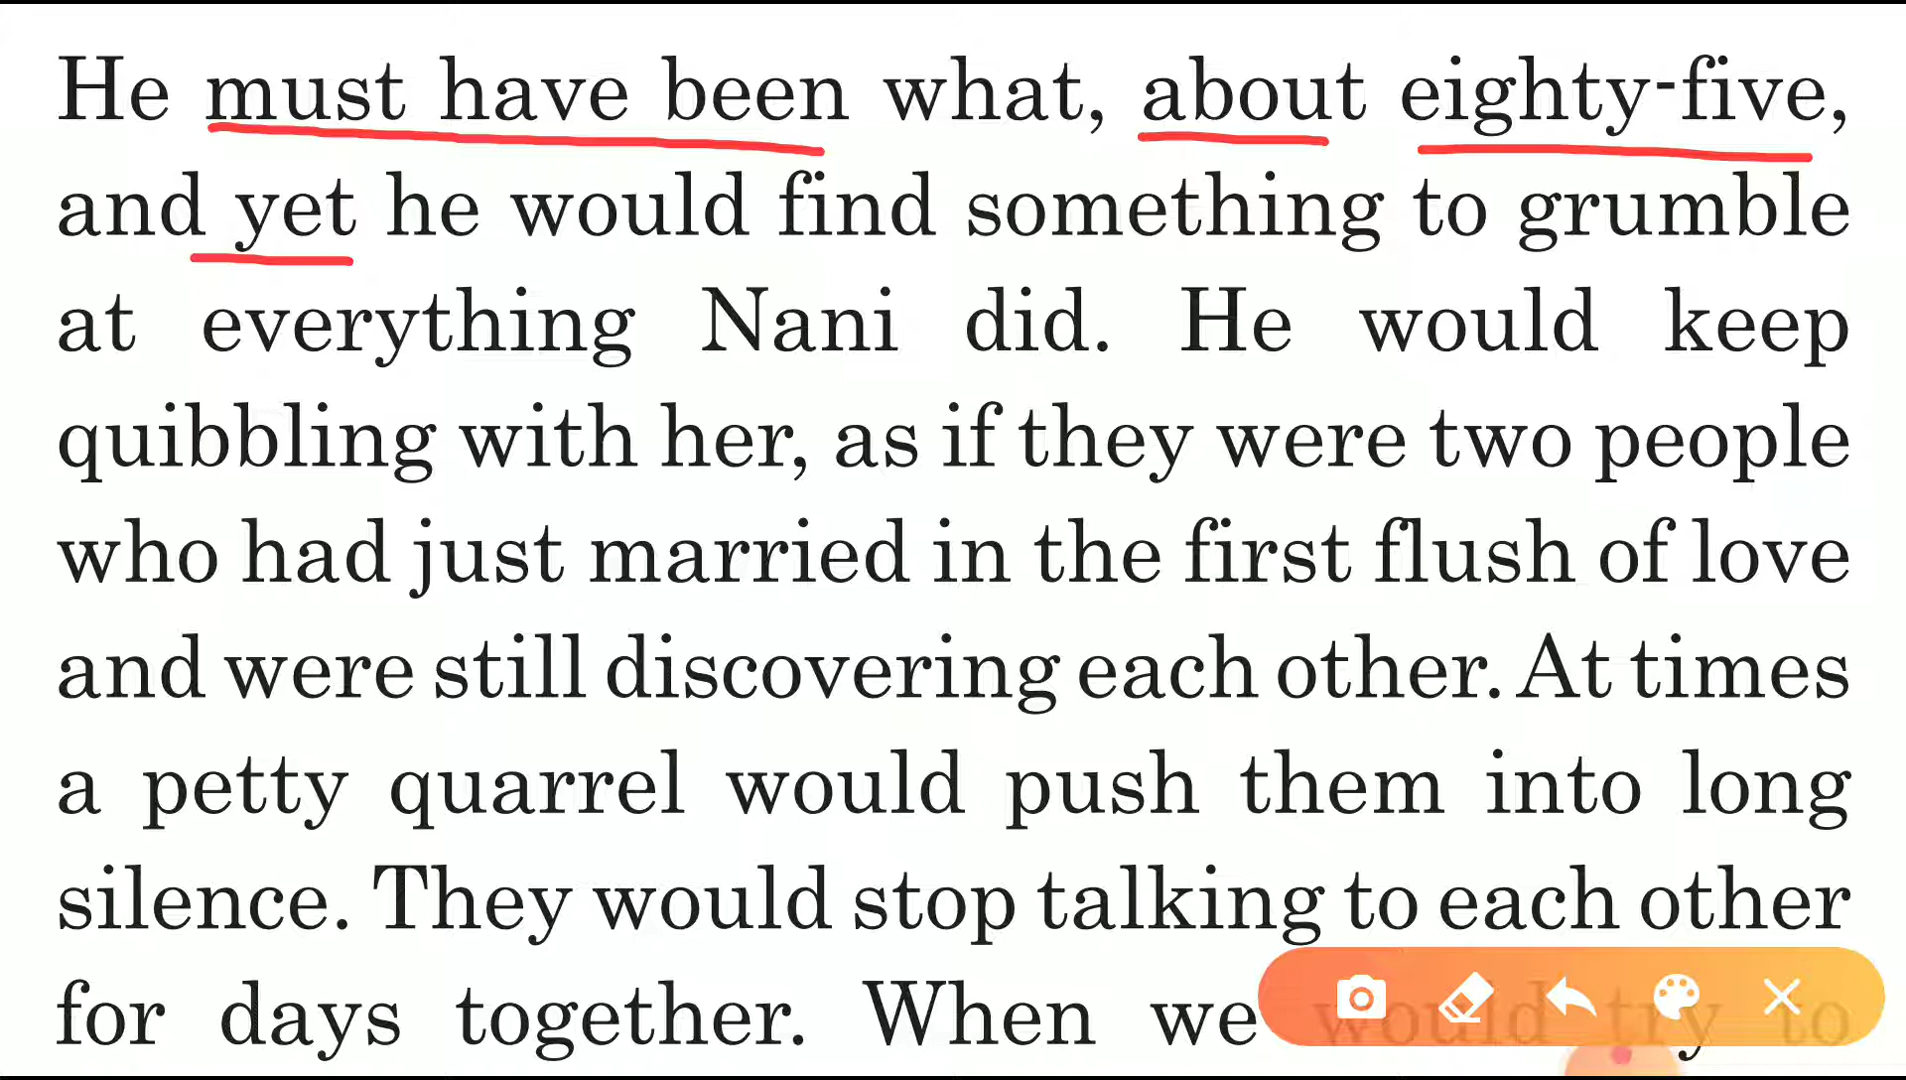 He must have been what, about eighty-five,
and yet he would find something to grumble
at everything Nani did. He would keep
quibbling with her, as if they were two people
who had just married in the first flush of love
and were still discovering each other. At times
a petty quarrel would push them into long
silence. They would stop talking to each other
for days together. When we would try to